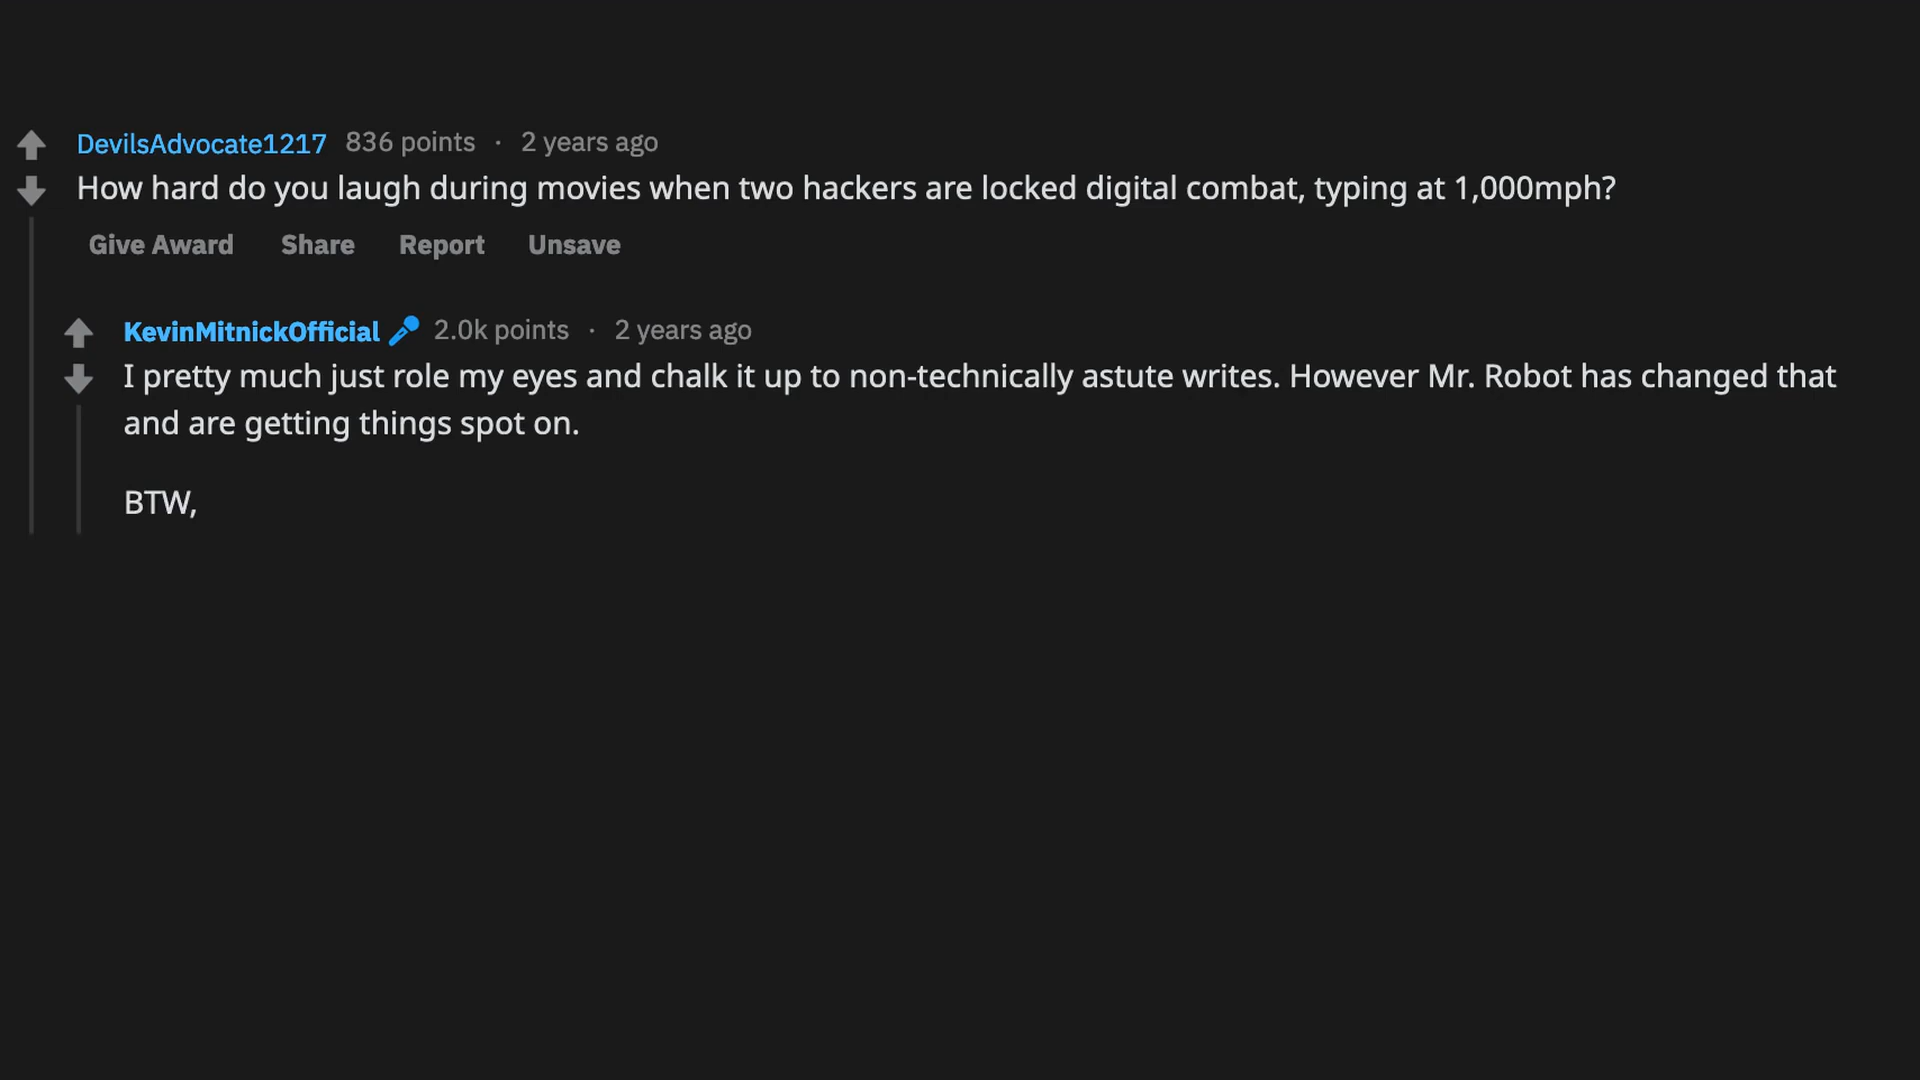 DevilsAdvocate1217 836 points · 2 years ago
How hard do you laugh during movies when two hackers are locked digital combat, typing at 1,000mph?
Give Award Share Report Unsave
KevinMitnickOfficial 2.0k points · 2 years ago
I pretty much just role my eyes and chalk it up to non-technically astute writes. However Mr. Robot has changed that
and are getting things spot on.
BTW,